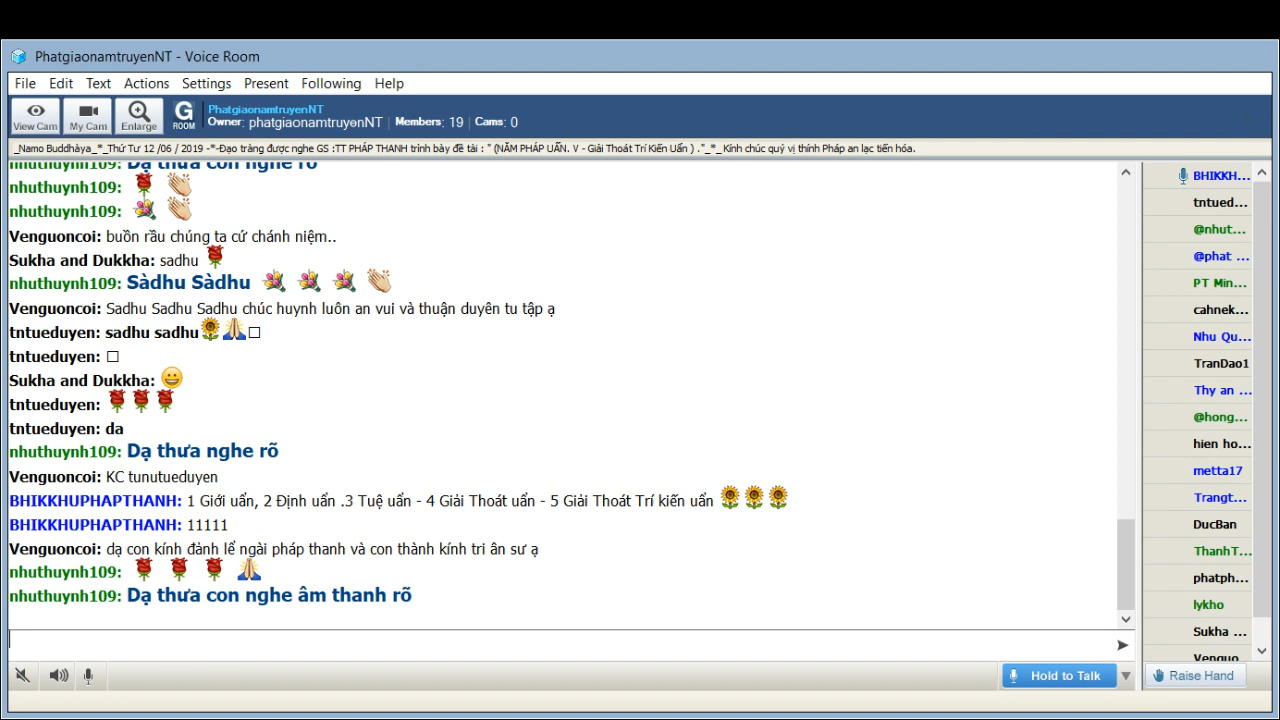 PhatgiaonamtruyenNT - Voice Room
File Edit Text Actions Settings Present Following Help
View Cam My Cam Enlarge G ROOM PhatgiaonamtruyenNT
Owner: phatgiaonamtruyenNT | Members: 19 | Cams: 0
_Namo Buddhàya_*_Thứ Tư 12 /06 / 2019 -*-Đạo tràng được nghe GS :TT PHÁP THANH trình bày đề tài : " (NĂM PHÁP UẨN. V - Giải Thoát Trí Kiến Uẩn ) ."_*_ Kính chúc quý vị thính Pháp an lạc tiến hóa.
nhuthuynh109: Dạ thưa con nghe rõ
nhuthuynh109:
nhuthuynh109:
Venguoncoi: buồn rầu chúng ta cứ chánh niệm..
Sukha and Dukkha: sadhu
nhuthuynh109: Sàdhu Sàdhu
Venguoncoi: Sadhu Sadhu Sadhu chúc huynh luôn an vui và thuận duyên tu tập ạ
tntueduyen: sadhu sadhu
tntueduyen:
Sukha and Dukkha:
tntueduyen:
tntueduyen: da
nhuthuynh109: Dạ thưa nghe rõ
Venguoncoi: KC tunutueduyen
BHIKKHUPHAPTHANH: 1 Giới uẩn, 2 Định uẩn .3 Tuệ uẩn - 4 Giải Thoát uẩn - 5 Giải Thoát Trí kiến uẩn
BHIKKHUPHAPTHANH: 11111
Venguoncoi: dạ con kính đảnh lể ngài pháp thanh và con thành kính tri ân sư ạ
nhuthuynh109:
nhuthuynh109: Dạ thưa con nghe âm thanh rõ
Hold to Talk
BHIKKH...
tntued...
@nhut...
@phat ...
PT Min...
cahnek...
Nhu Qu...
TranDao1
Thy an ...
@hong...
hien ho...
metta17
Trangt...
DucBan
ThanhT...
phatph...
lykho
Sukha ...
Venguo
Raise Hand